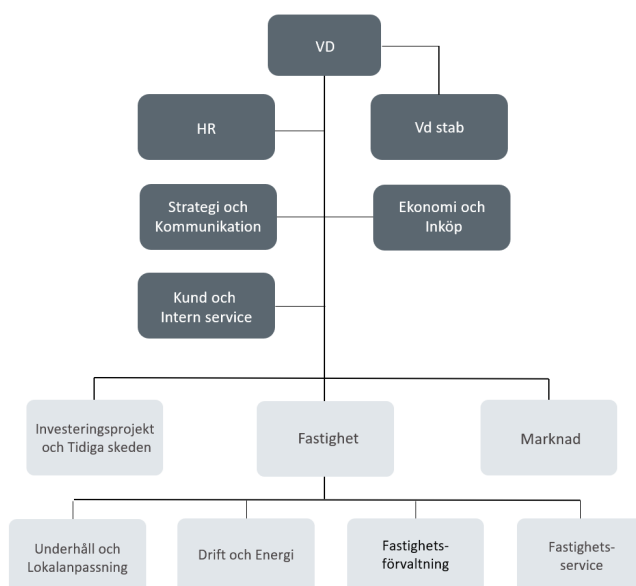 VD
HR
Vd stab
Strategi och
Kommunikation
Ekonomi och
Inköp
Kund och
Intern service
Investeringsprojekt
och Tidiga skeden
Fastighet
Marknad
Underhåll och
Lokalanpassning
Drift och Energi
Fastighets-
förvaltning
Fastighets-
service